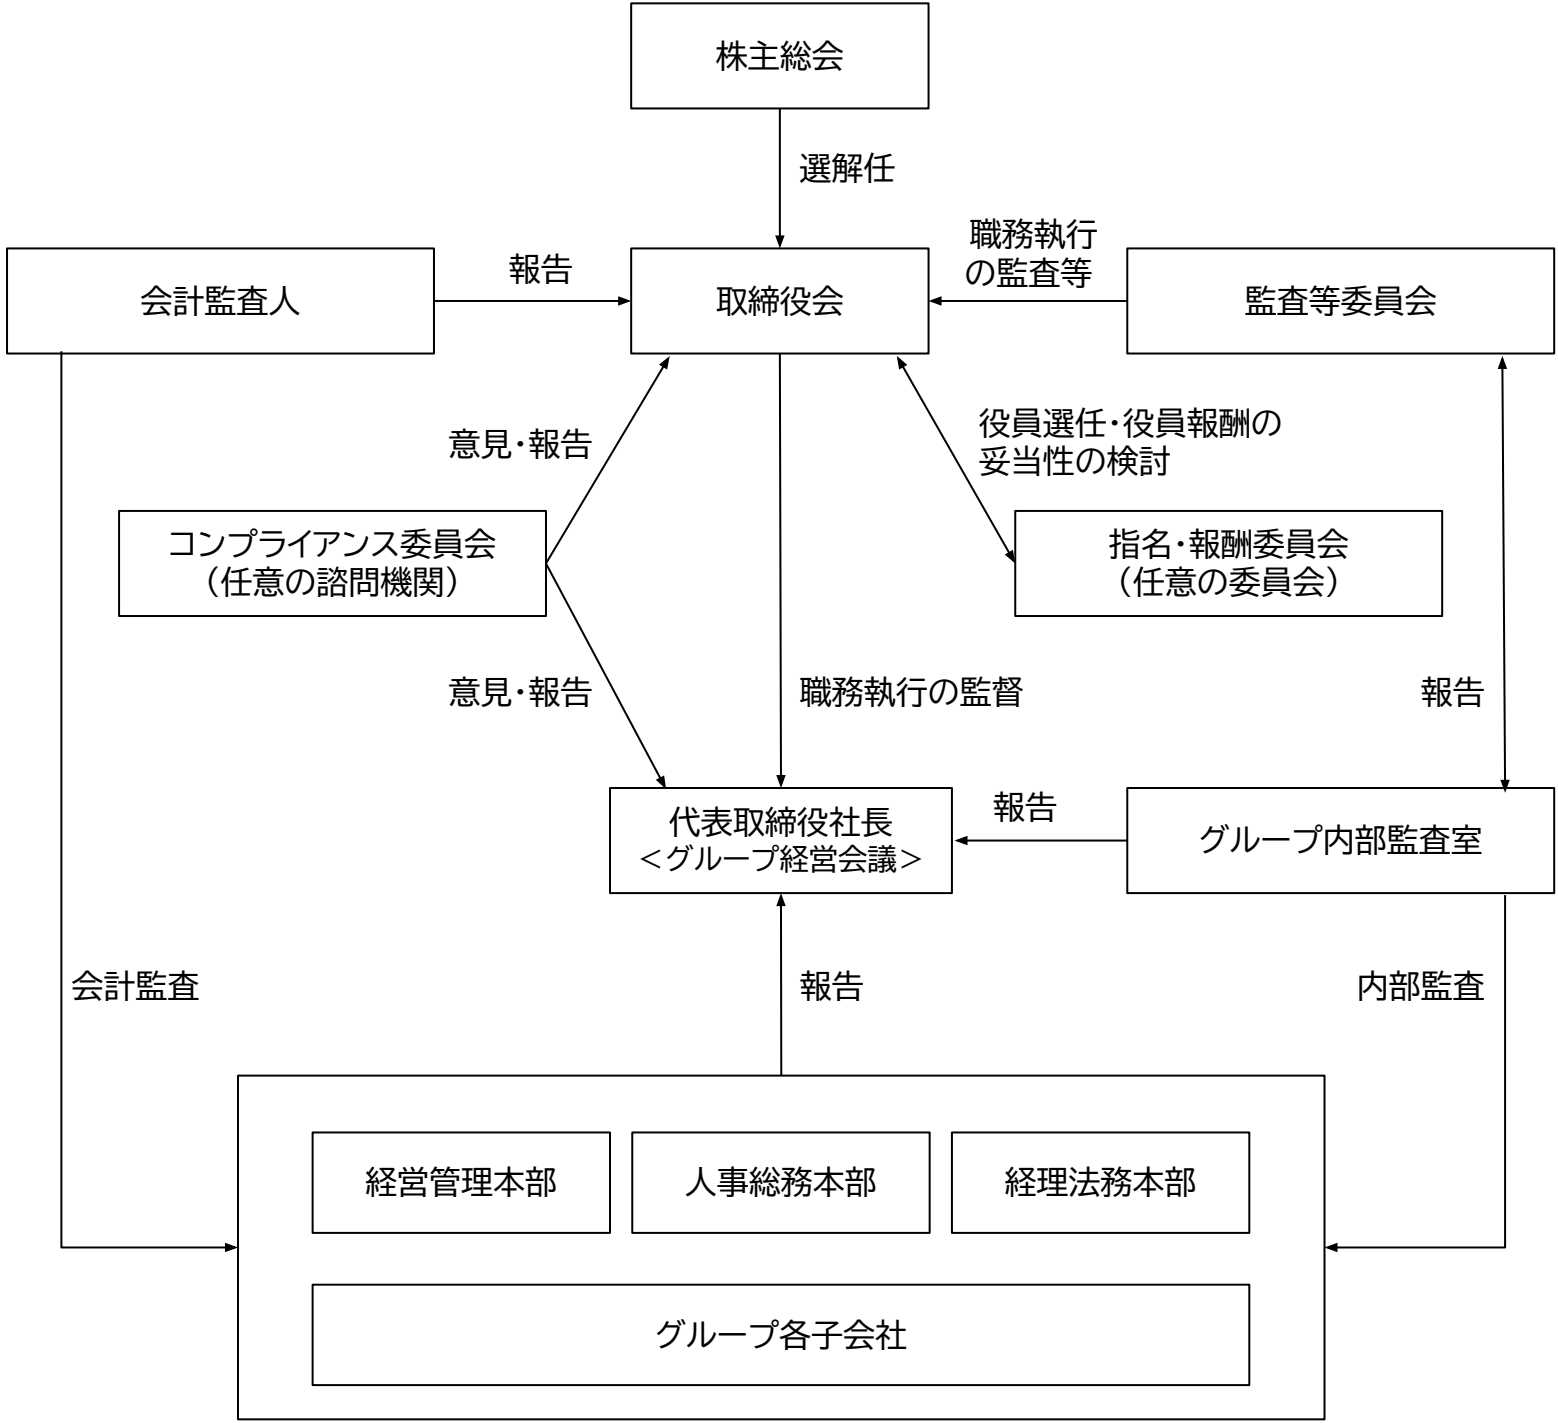 株主総会
選解任
職務執行
の監査等
会計監査人
報告
取締役会
監査等委員会
意見・報告
役員選任・役員報酬の
妥当性の検討
コンプライアンス委員会
（任意の諮問機関）
指名・報酬委員会
（任意の委員会）
意見・報告
職務執行の監督
報告
代表取締役社長
＜グループ経営会議＞
報告
グループ内部監査室
会計監査
報告
内部監査
経営管理本部
人事総務本部
経理法務本部
グループ各子会社